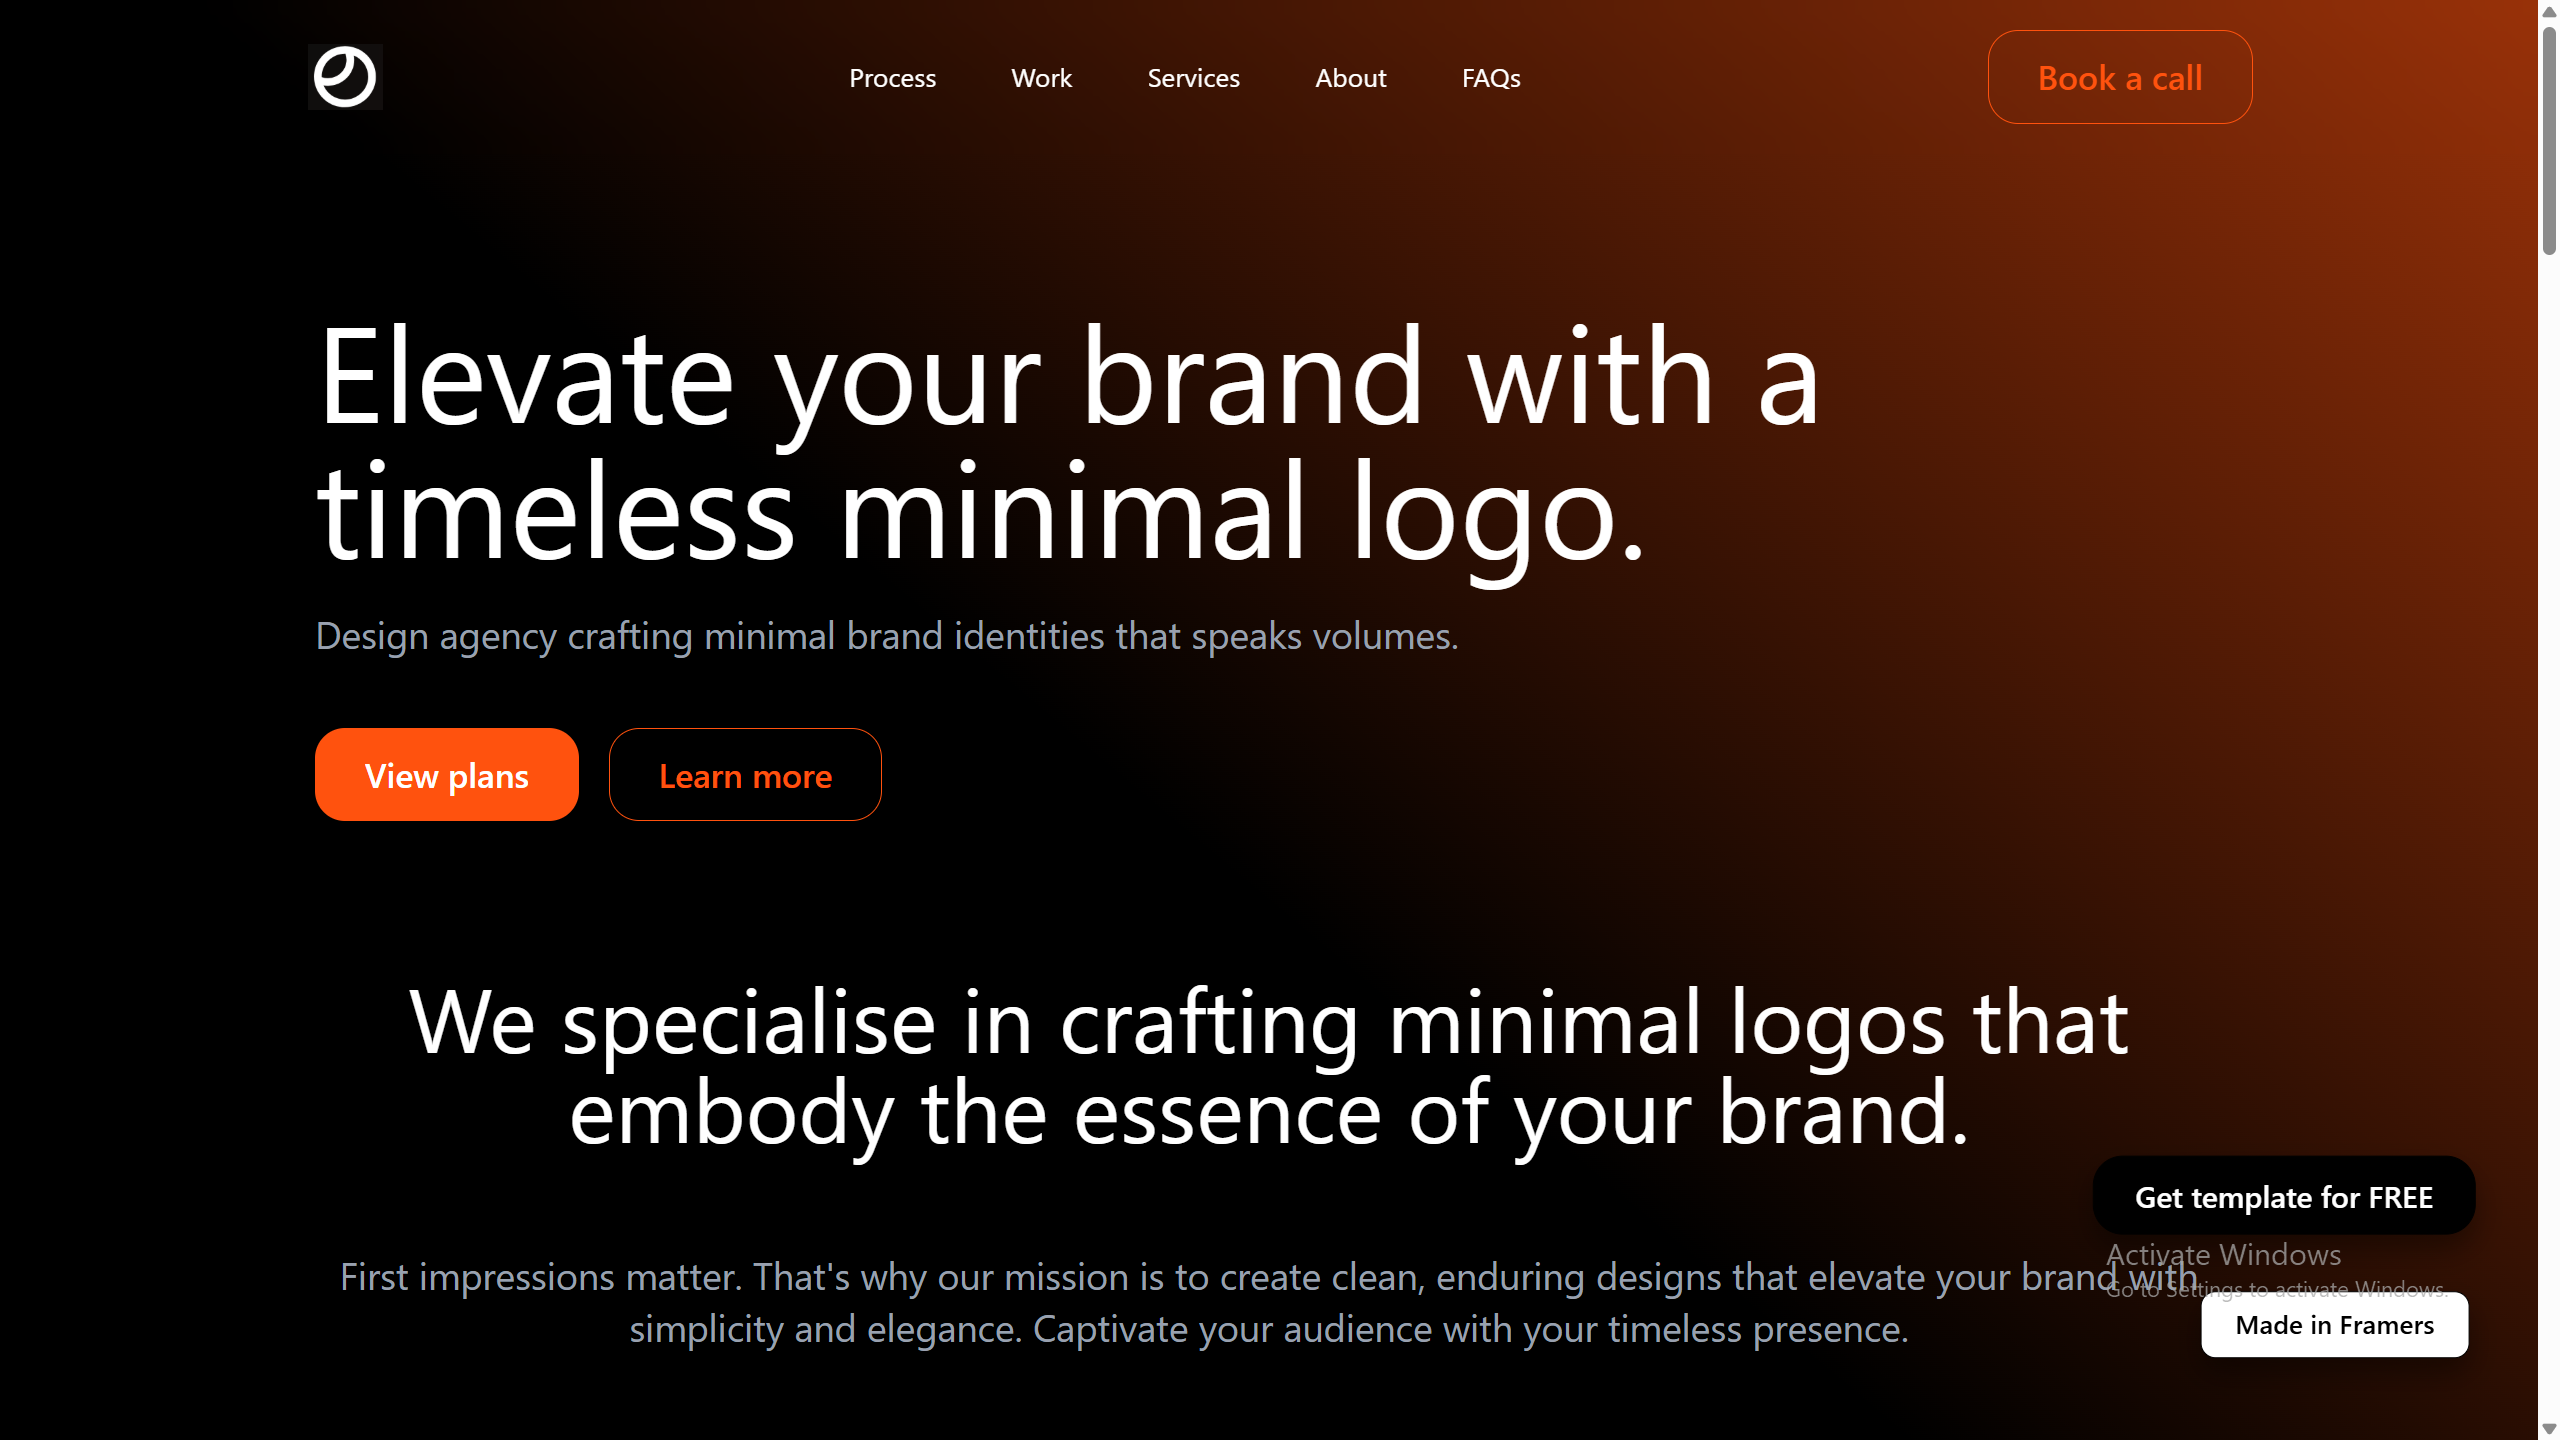 Process
Work
Services
About
FAQs
Book a call
Elevate your brand with a
timeless minimal logo.
Design agency crafting minimal brand identities that speaks volumes.
View plans
Learn more
We specialise in crafting minimal logos that
embody the essence of your brand.
First impressions matter. That's why our mission is to create clean, enduring designs that elevate your brand with
simplicity and elegance. Captivate your audience with your timeless presence.
Get template for FREE
Activate Windows
Go to Settings to activate Windows.
Made in Framers